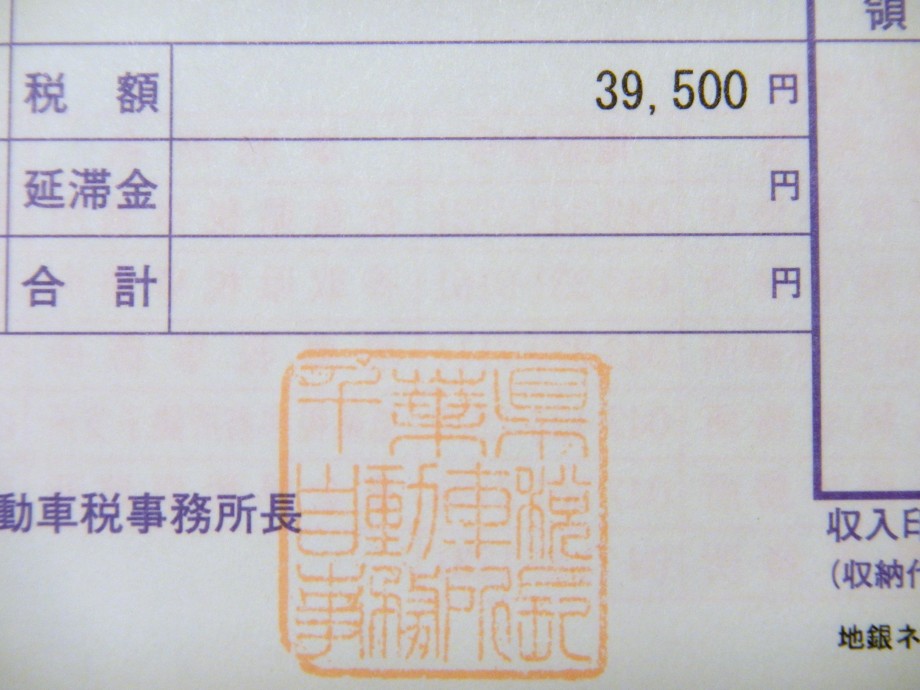 領
税 額 39,500 円
延滞金 円
合 計 円
千葉県
自動車税
事務所長
動車税事務所長
収入印
(収納代
地銀ネ